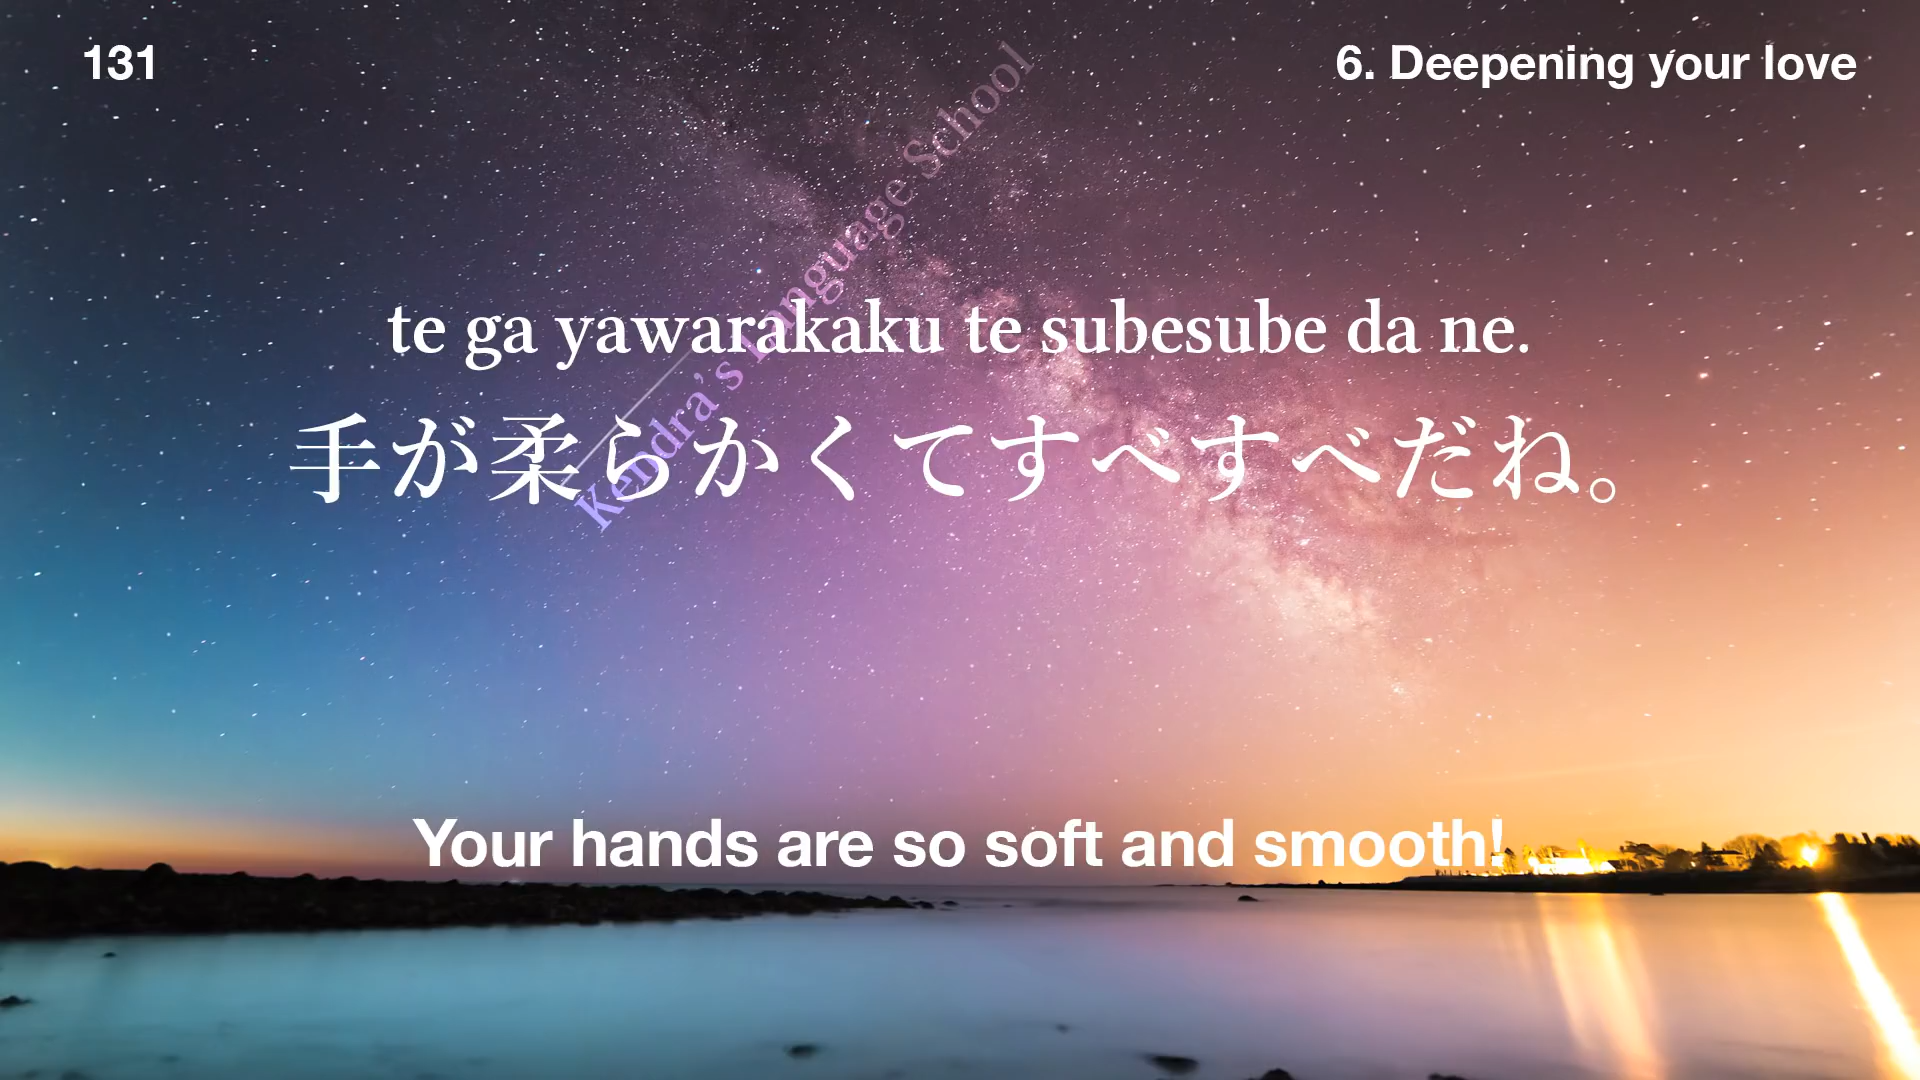 131
6. Deepening your love
Kendra's Language School
te ga yawarakaku te subesube da ne.
手が柔らかくてすべすべだね。
Your hands are so soft and smooth!